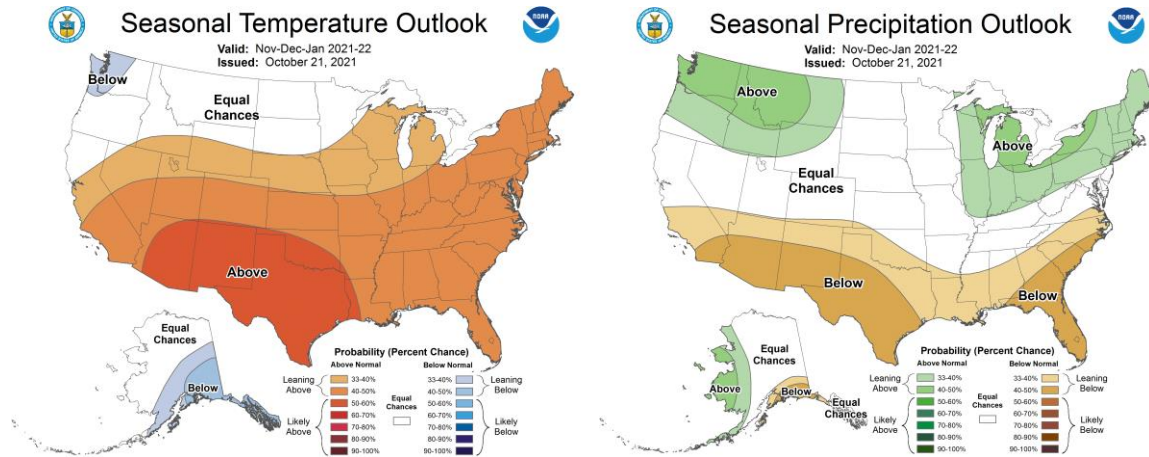 Seasonal Temperature Outlook
Valid: Nov-Dec-Jan 2021-22
Issued: October 21, 2021
NOAA
Below
Equal
Chances
Above
Equal
Chances
Below
Probability (Percent Chance)
Above Normal
Below Normal
Leaning
Above
Likely
Above
33-40%
40-50%
50-60%
60-70%
70-80%
80-90%
90-100%
Equal
Chances
33-40%
40-50%
50-60%
60-70%
70-80%
80-90%
90-100%
Leaning
Below
Likely
Below
Seasonal Precipitation Outlook
Valid: Nov-Dec-Jan 2021-22
Issued: October 21, 2021
NOAA
Above
Above
Equal
Chances
Below
Below
Equal
Chances
Above
Below
Equal
Chances
Probability (Percent Chance)
Above Normal
Below Normal
Leaning
Above
Likely
Above
33-40%
40-50%
50-60%
60-70%
70-80%
80-90%
90-100%
Equal
Chances
33-40%
40-50%
50-60%
60-70%
70-80%
80-90%
90-100%
Leaning
Below
Likely
Below